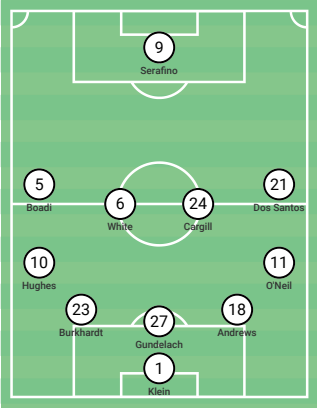 9
Serafino
5
Boadi
6
White
24
Cargill
21
Dos Santos
10
Hughes
11
O'Neil
23
Burkhardt
27
Gundelach
18
Andrews
1
Klein